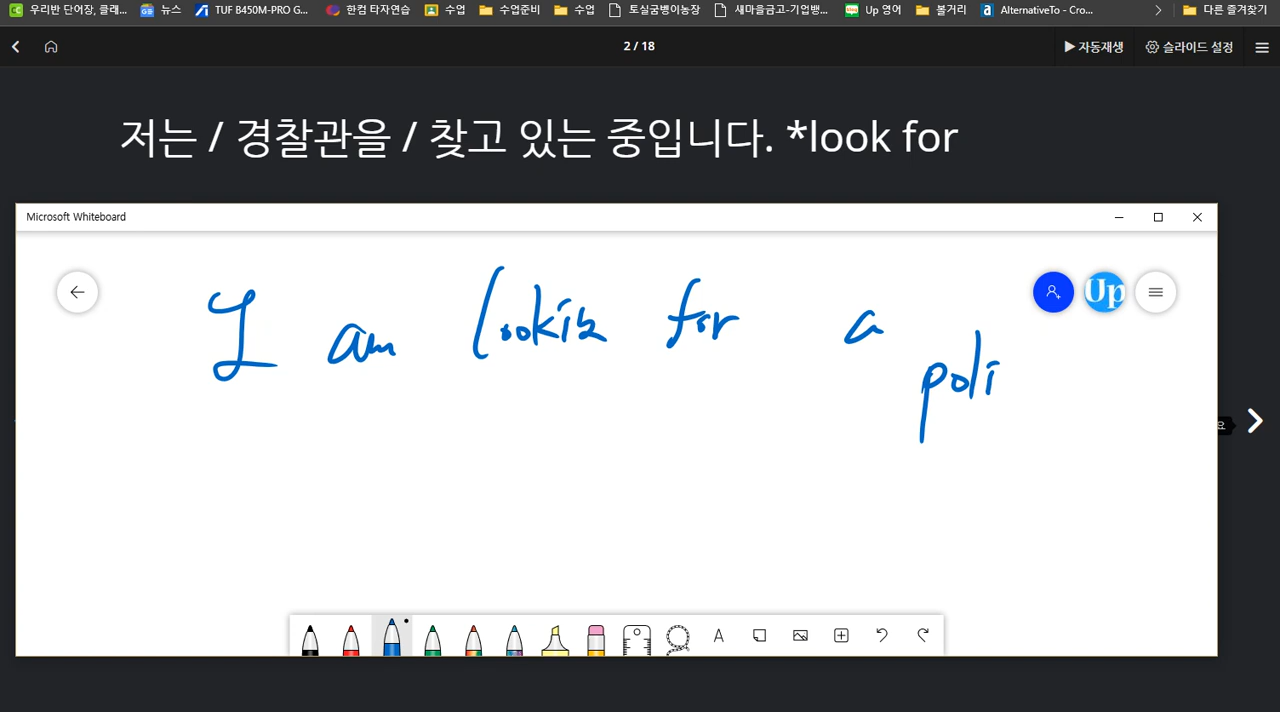 우리반 단어장, 클래... 뉴스 TUF B450M-PRO G... 한컴 타자연습 수업 수업준비 수업 토실굼벵이농장 새마을금고-기업뱅... Up 영어 볼거리 AlternativeTo - Cro... 다른 즐겨찾기
2 / 18 자동재생 슬라이드 설정
저는 / 경찰관을 / 찾고 있는 중입니다. *look for
Microsoft Whiteboard
Up
I am for a
poli
요